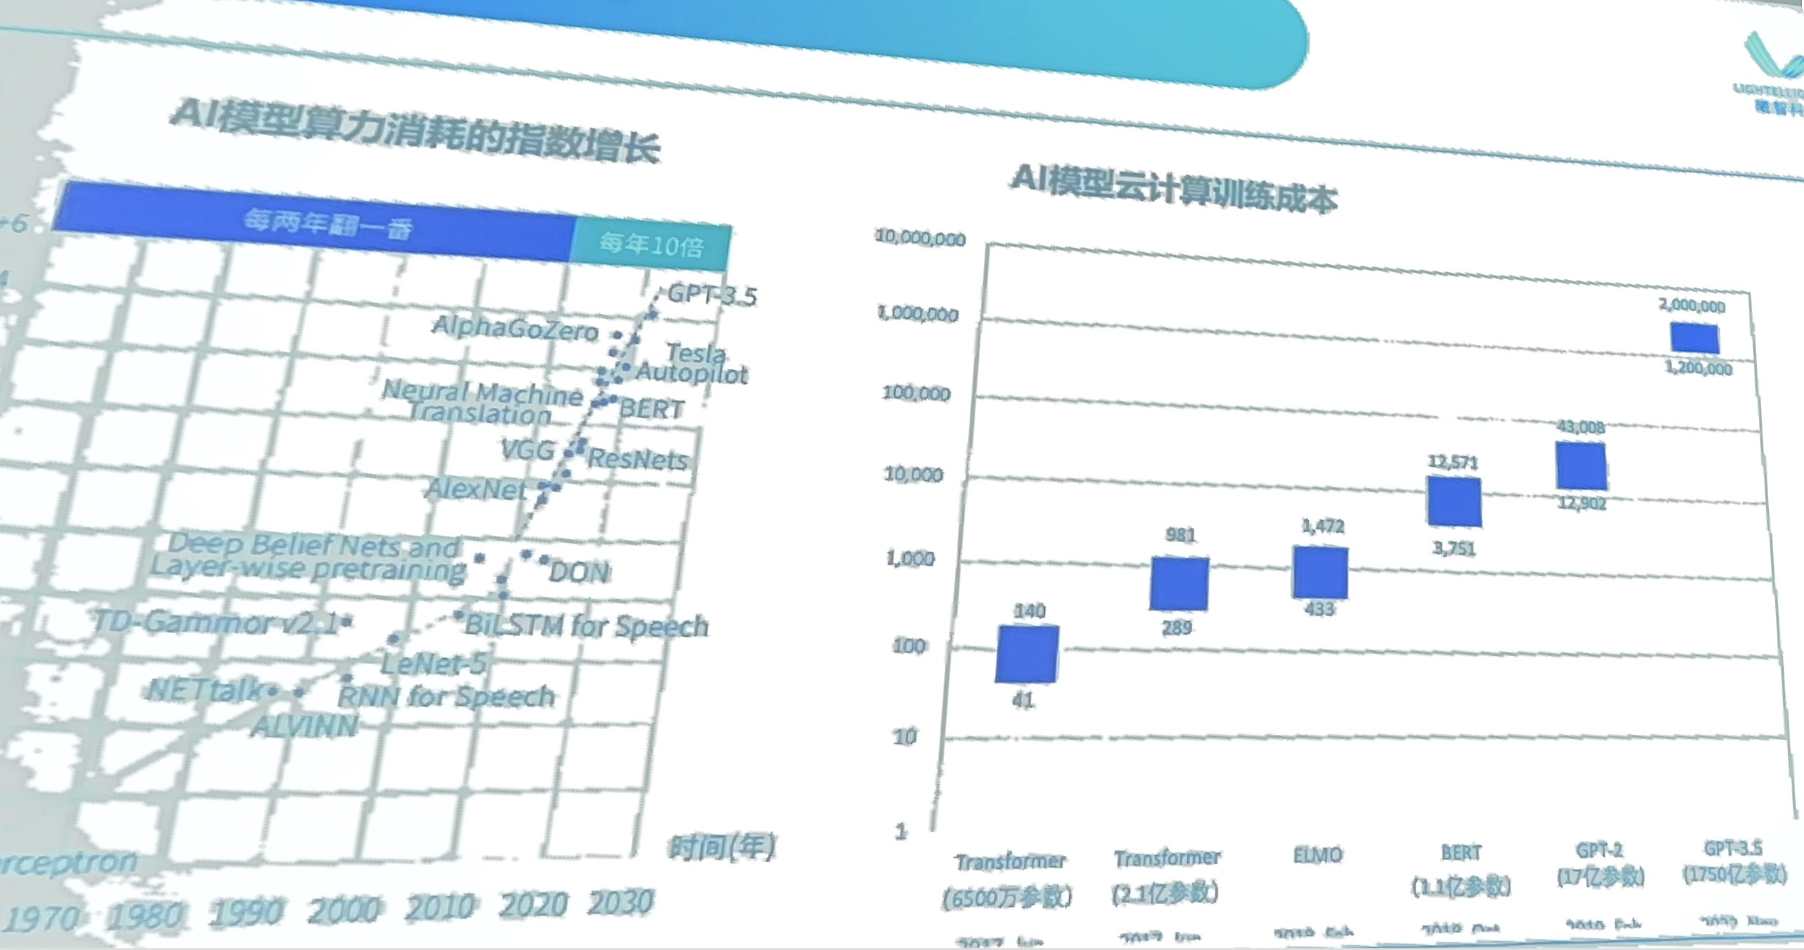 LIGHTELLIG
曦智科
AI模型算力消耗的指数增长
每两年翻一番
每年10倍
+6
4
GPT-3.5
AlphaGoZero
Tesla
Autopilot
Neural Machine
Translation
BERT
VGG
ResNets
AlexNet
Deep Belief Nets and
Layer-wise pretraining
DON
TD-Gammor v2.1
BiLSTM for Speech
LeNet-5
NETtalk
RNN for Speech
ALVINN
erceptron
时间(年)
1970 1980 1990 2000 2010 2020 2030
AI模型云计算训练成本
10,000,000
1,000,000
100,000
10,000
1,000
100
10
1
140
41
981
289
1,472
433
12,571
3,751
43,008
12,902
2,000,000
1,200,000
Transformer
(6500万参数)
Transformer
(2.1亿参数)
ELMO
BERT
(1.1亿参数)
GPT-2
(17亿参数)
GPT-3.5
(1750亿参数)